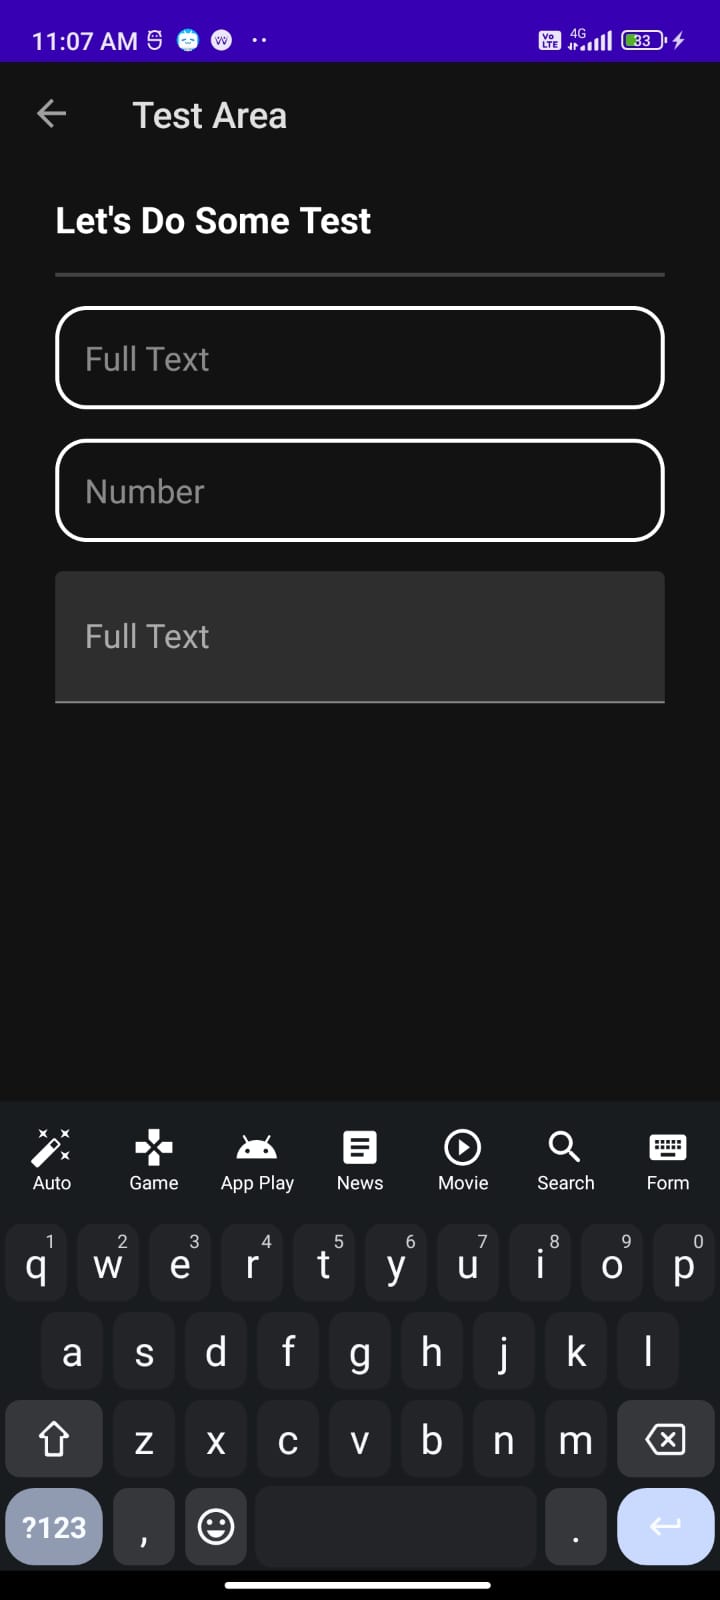 11:07 AM
Vo LTE 4G 33
Test Area
Let's Do Some Test
Full Text
Number
Full Text
Auto Game App Play News Movie Search Form
1 2 3 4 5 6 7 8 9 0
q w e r t y u i o p
a s d f g h j k l
z x c v b n m
?123 , .